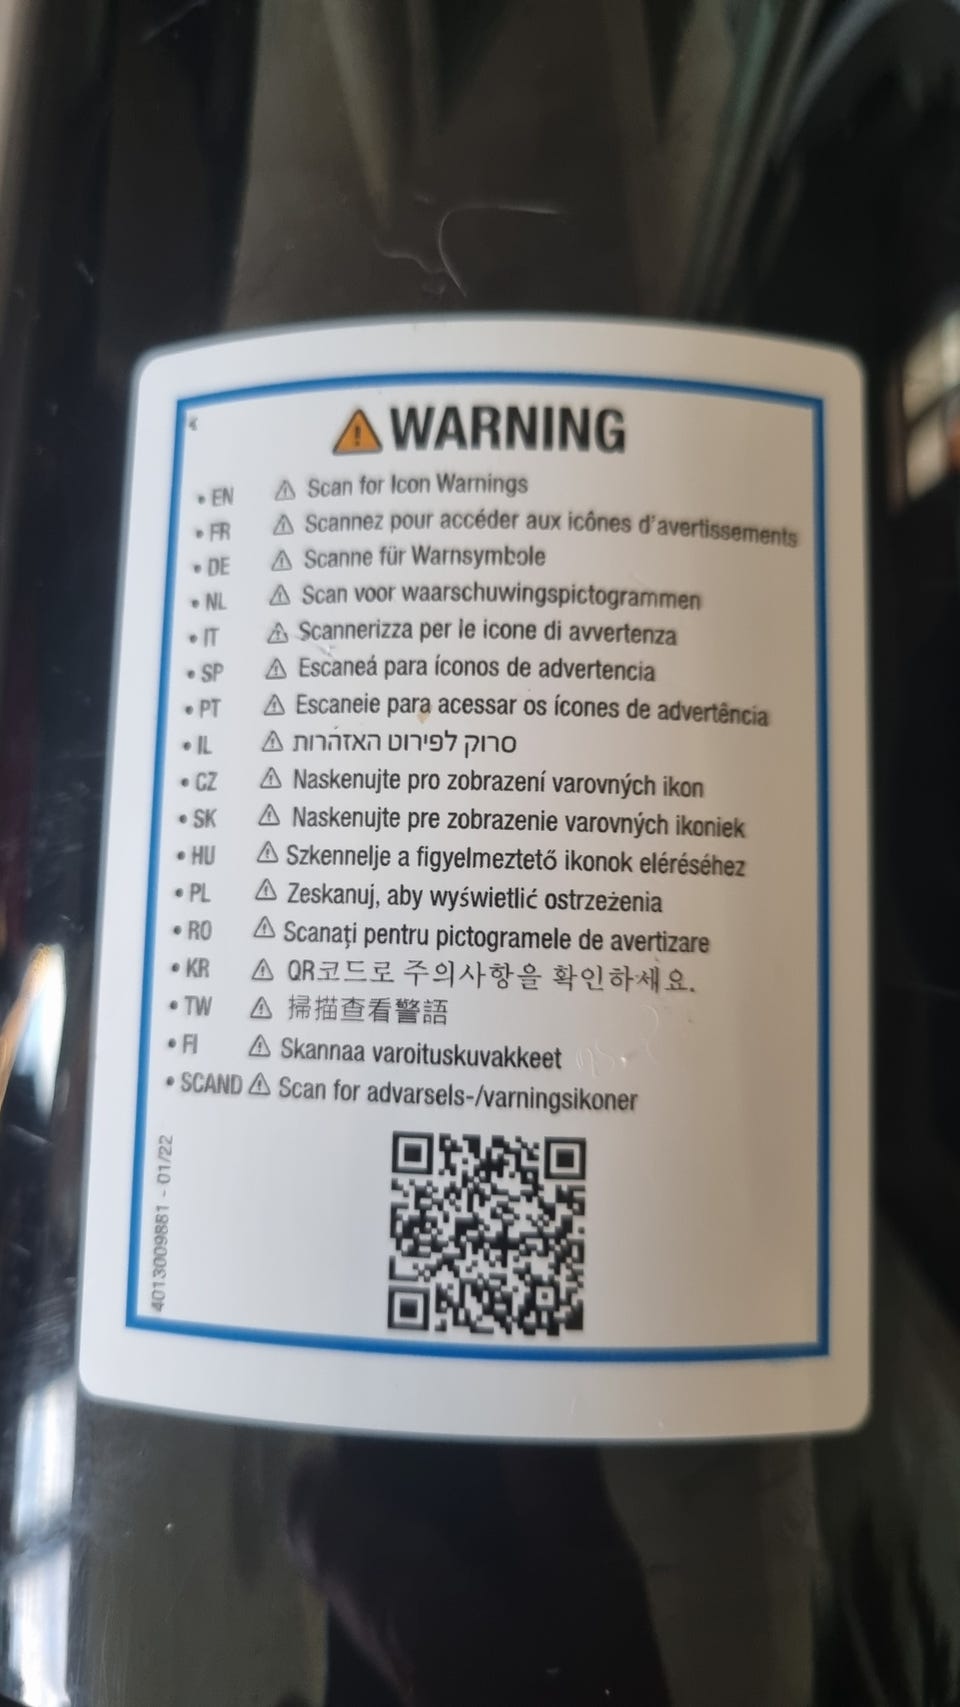 WARNING
• EN ⚠ Scan for Icon Warnings
• FR ⚠ Scannez pour accéder aux icônes d'avertissements
• DE ⚠ Scanne für Warnsymbole
• NL ⚠ Scan voor waarschuwingspictogrammen
• IT ⚠ Scannerizza per le icone di avvertenza
• SP ⚠ Escaneá para íconos de advertencia
• PT ⚠ Escaneie para acessar os ícones de advertência
• IL ⚠ סרוק לפירוט האזהרות
• CZ ⚠ Naskenujte pro zobrazení varovných ikon
• SK ⚠ Naskenujte pre zobrazenie varovných ikoniek
• HU ⚠ Szkennelje a figyelmeztető ikonok eléréséhez
• PL ⚠ Zeskanuj, aby wyświetlić ostrzeżenia
• RO ⚠ Scanați pentru pictogramele de avertizare
• KR ⚠ QR코드로 주의사항을 확인하세요.
• TW ⚠ 掃描查看警語
• FI ⚠ Skannaa varoituskuvakkeet
• SCAND ⚠ Scan for advarsels-/varningsikoner
4013009881 - 01/22